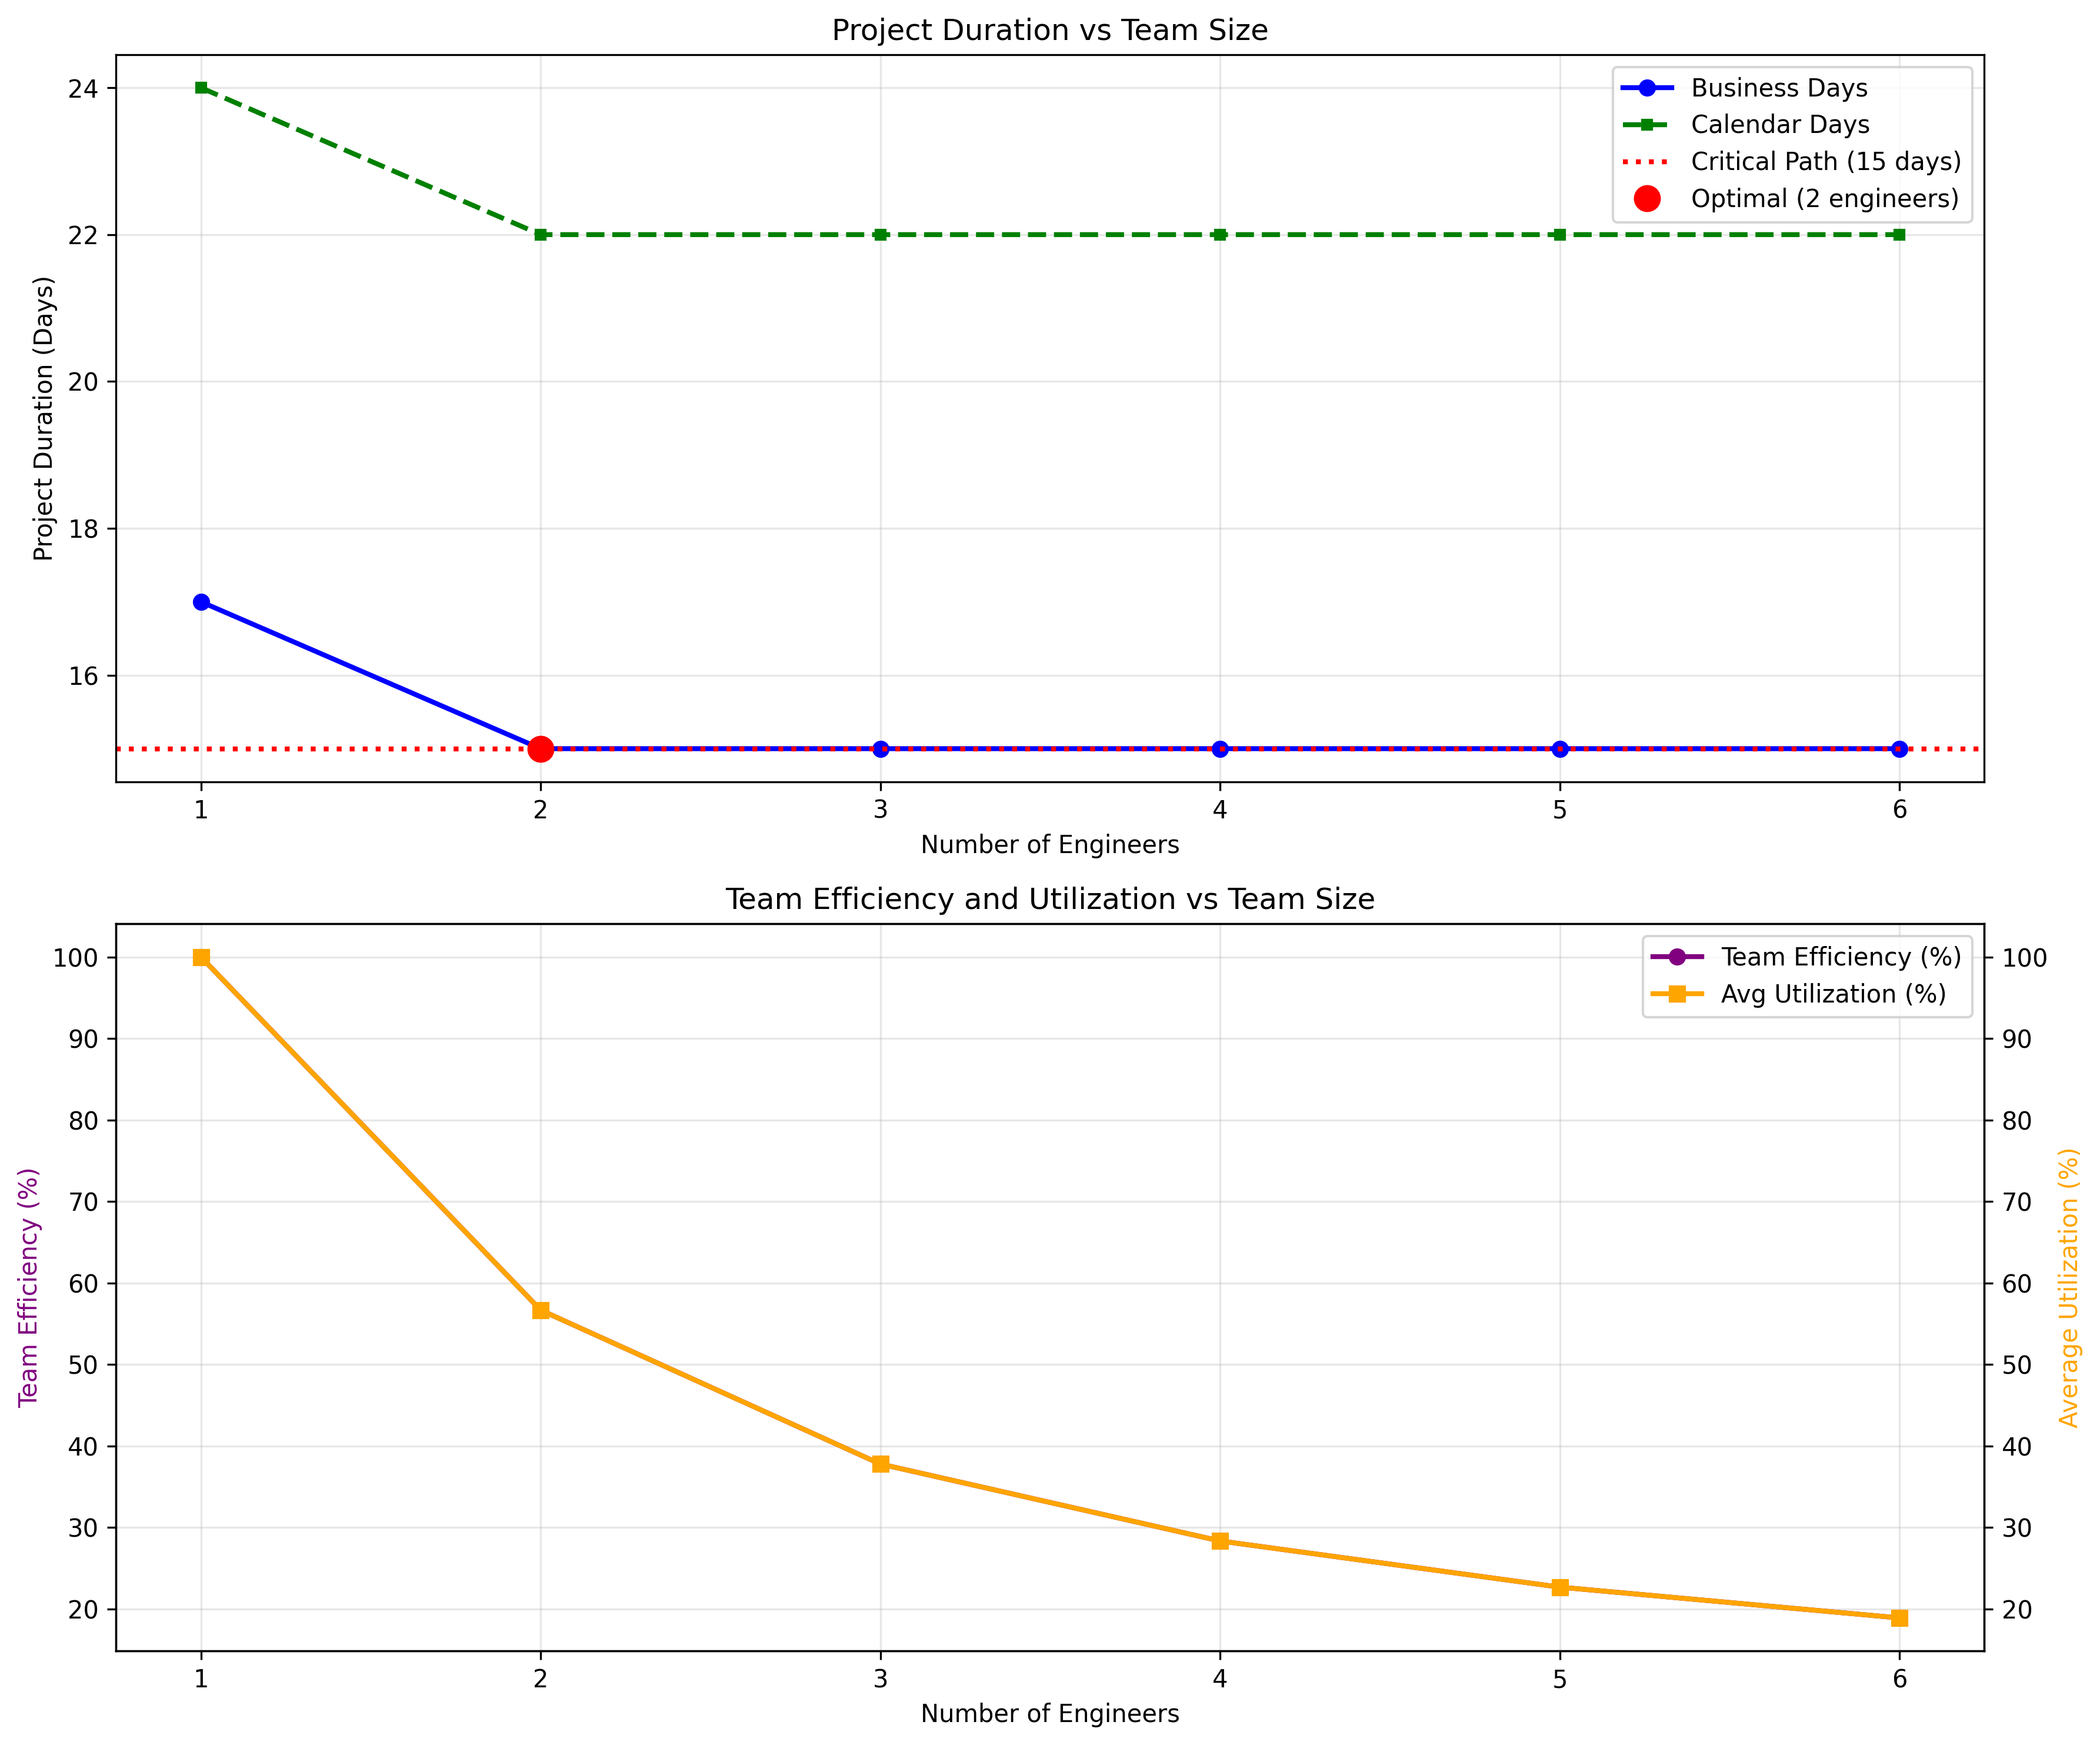 Project Duration vs Team Size
Project Duration (Days)
24
22
20
18
16
Business Days
Calendar Days
Critical Path (15 days)
Optimal (2 engineers)
1 2 3 4 5 6
Number of Engineers
Team Efficiency and Utilization vs Team Size
Team Efficiency (%)
100
90
80
70
60
50
40
30
20
Team Efficiency (%)
Avg Utilization (%)
100
90
80
70
60
50
40
30
20
Average Utilization (%)
1 2 3 4 5 6
Number of Engineers